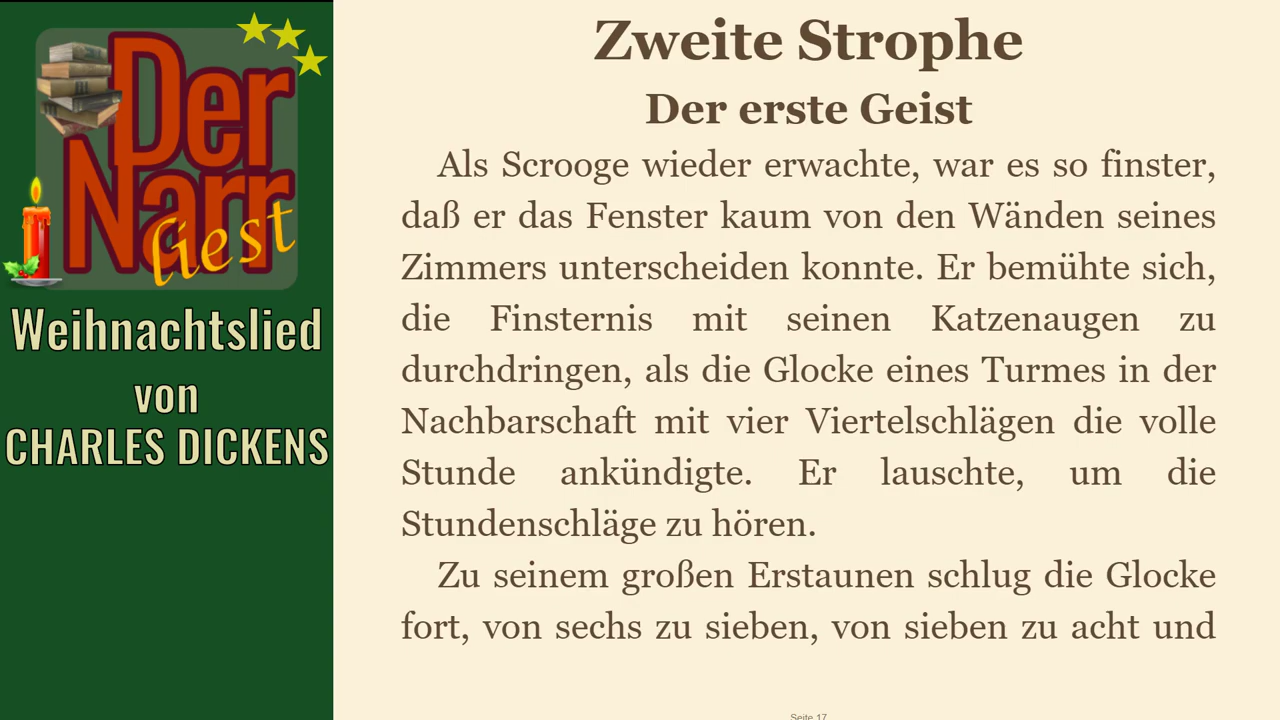 Der
Narr
liest
Weihnachtslied
von
CHARLES DICKENS
Zweite Strophe
Der erste Geist
Als Scrooge wieder erwachte, war es so finster,
daß er das Fenster kaum von den Wänden seines
Zimmers unterscheiden konnte. Er bemühte sich,
die Finsternis mit seinen Katzenaugen zu
durchdringen, als die Glocke eines Turmes in der
Nachbarschaft mit vier Viertelschlägen die volle
Stunde ankündigte. Er lauschte, um die
Stundenschläge zu hören.
Zu seinem großen Erstaunen schlug die Glocke
fort, von sechs zu sieben, von sieben zu acht und
Seite 17